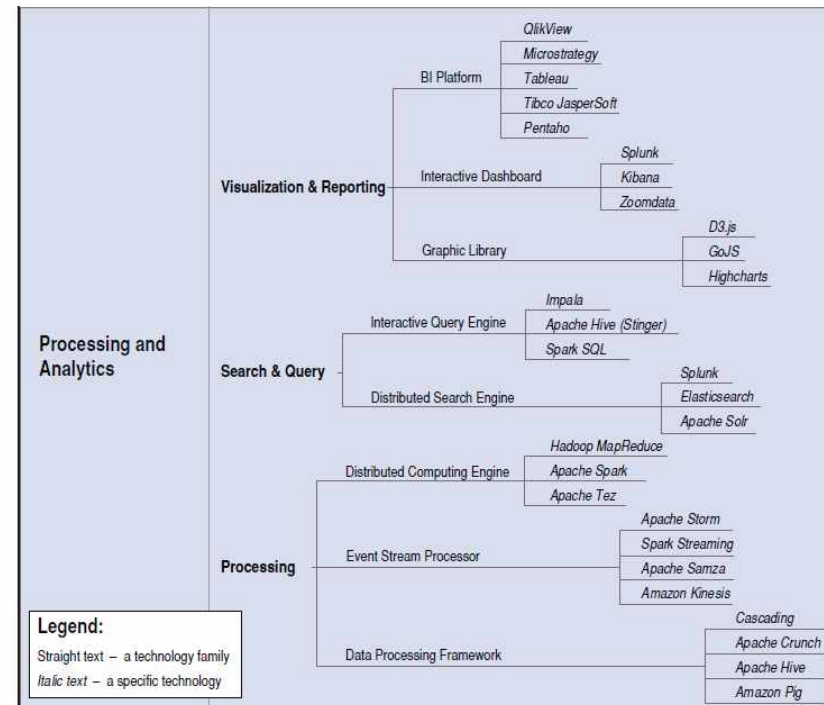 QlikView
Microstrategy
BI Platform
Tableau
Tibco JasperSoft
Pentaho
Splunk
Visualization & Reporting
Interactive Dashboard
Kibana
Zoomdata
D3.js
Graphic Library
GoJS
Highcharts
Impala
Interactive Query Engine
Apache Hive (Stinger)
Processing and
Analytics
Spark SQL
Search & Query
Splunk
Distributed Search Engine
Elasticsearch
Apache Solr
Hadoop MapReduce
Distributed Computing Engine
Apache Spark
Apache Tez
Apache Storm
Spark Streaming
Processing
Event Stream Processor
Apache Samza
Amazon Kinesis
Cascading
Apache Crunch
Data Processing Framework
Apache Hive
Amazon Pig
Legend:
Straight text – a technology family
Italic text – a specific technology